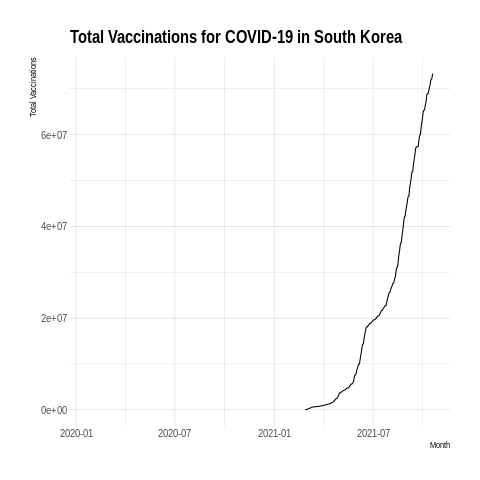 Total Vaccinations for COVID-19 in South Korea
Total Vaccinations
6e+07
4e+07
2e+07
0e+00
2020-01 2020-07 2021-01 2021-07
Month